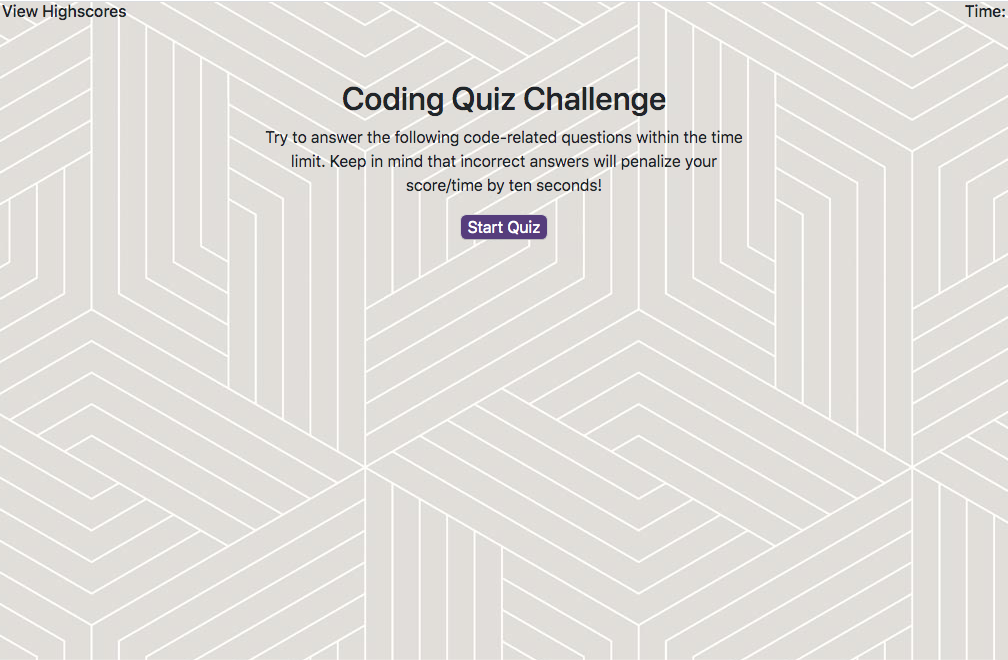 View Highscores
Time:
Coding Quiz Challenge
Try to answer the following code-related questions within the time
limit. Keep in mind that incorrect answers will penalize your
score/time by ten seconds!
Start Quiz